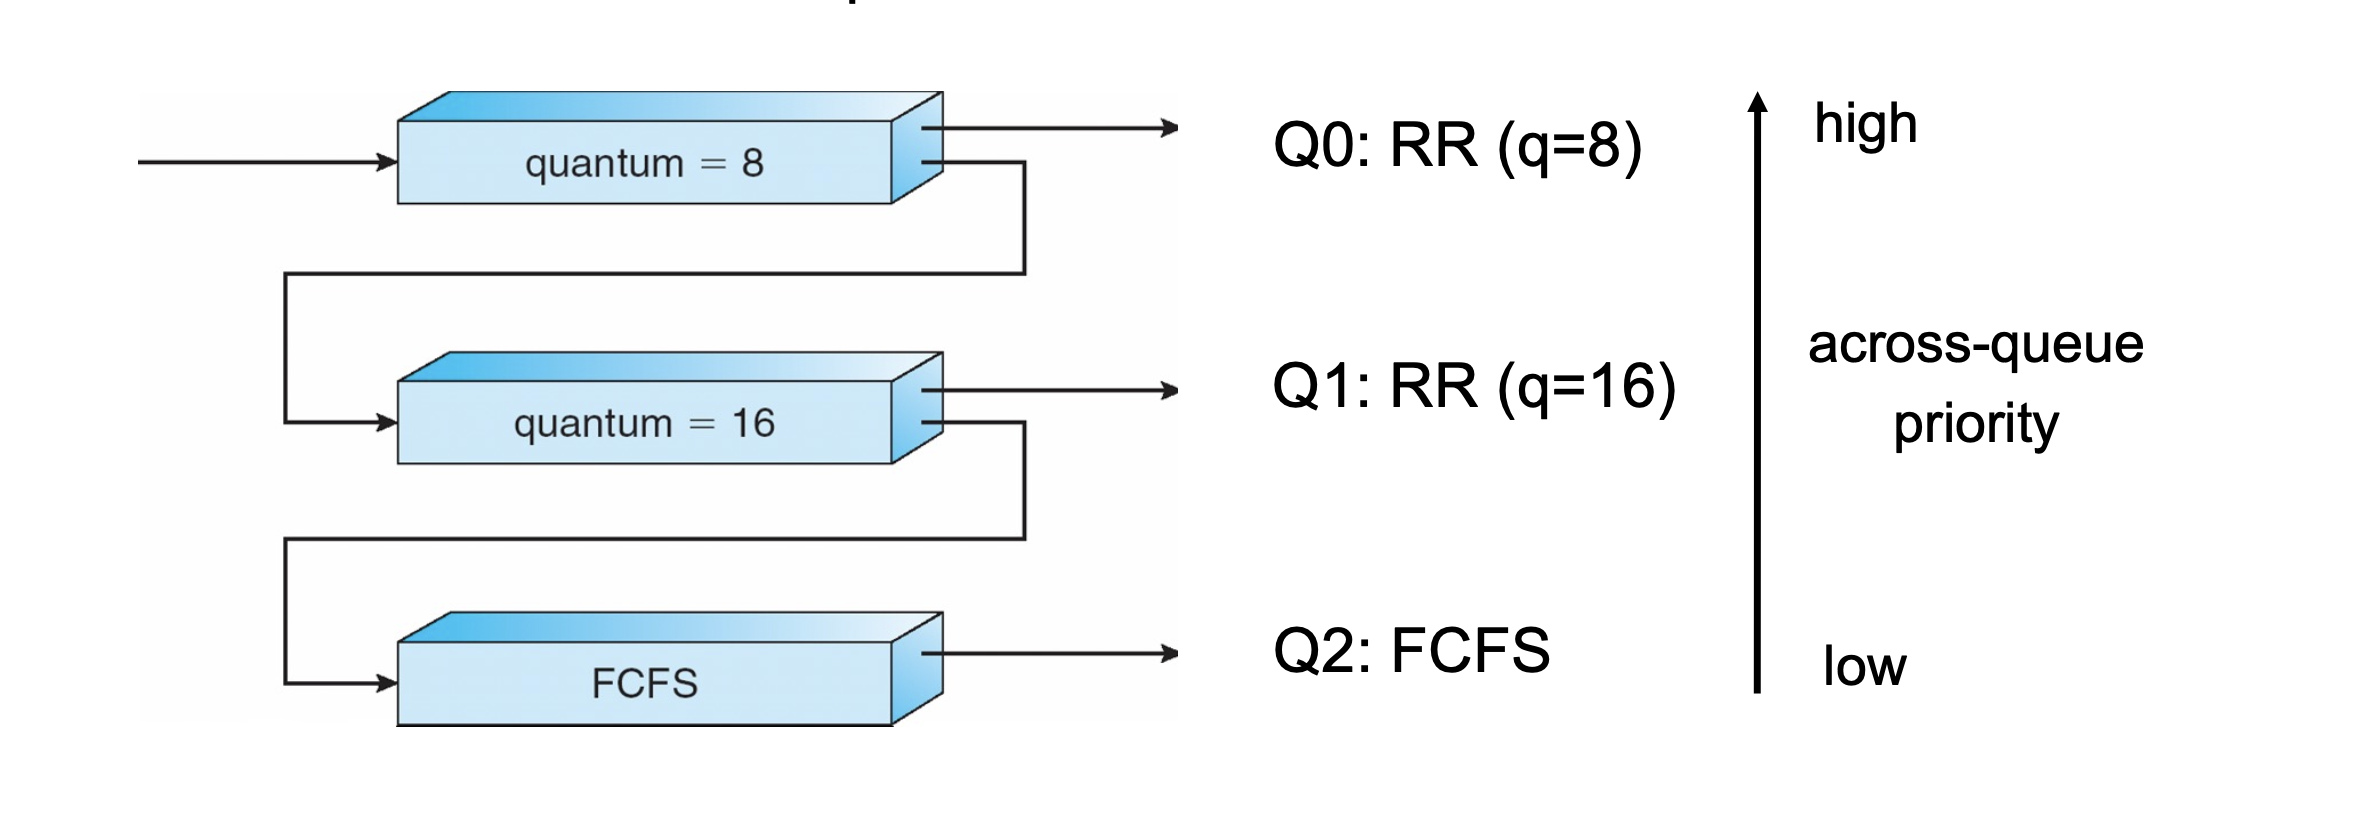 quantum = 8
Q0: RR (q=8)
high
quantum = 16
Q1: RR (q=16)
across-queue
priority
FCFS
Q2: FCFS
low